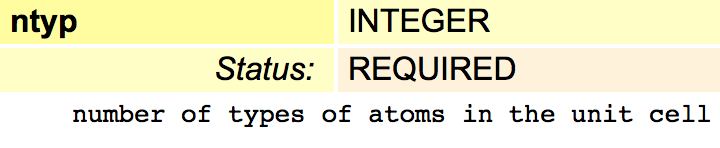 ntyp INTEGER
Status: REQUIRED
number of types of atoms in the unit cell